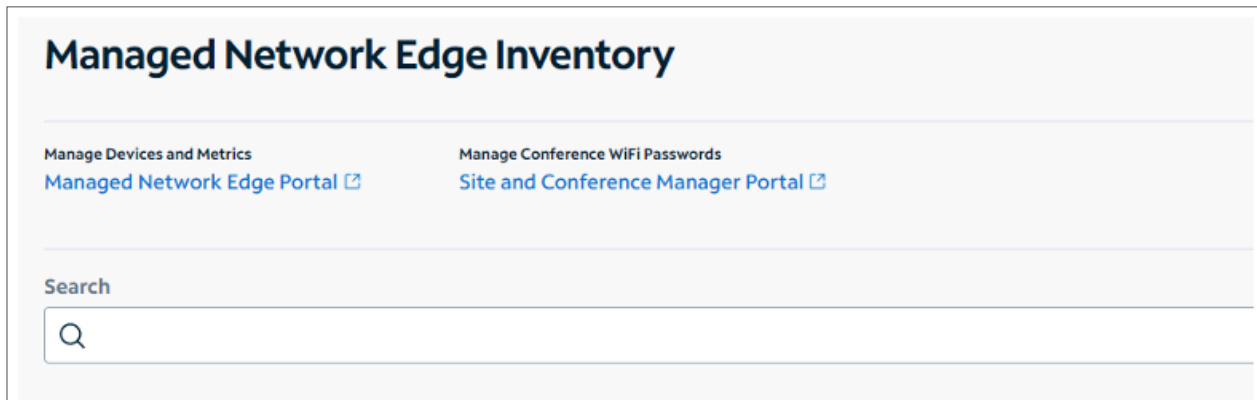 Managed Network Edge Inventory
Manage Devices and Metrics
Managed Network Edge Portal
Manage Conference WiFi Passwords
Site and Conference Manager Portal
Search